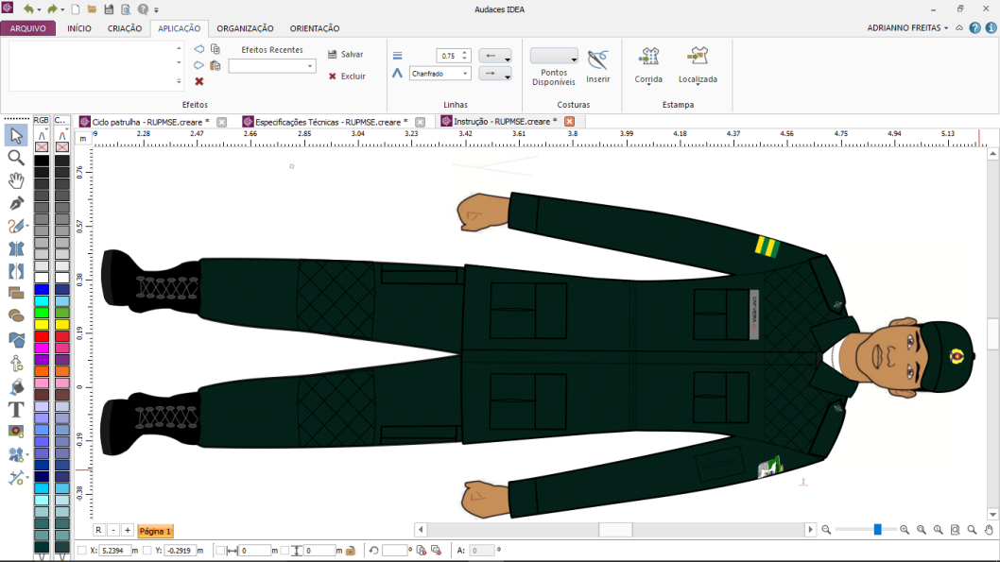 Audaces IDEA
ARQUIVO INÍCIO CRIAÇÃO APLICAÇÃO ORGANIZAÇÃO ORIENTAÇÃO ADRIANNO FREITAS
Efeitos Recentes
Salvar
Excluir
Efeitos
0,75
Chanfrado
Linhas
Pontos
Disponíveis
Inserir
Costuras
Corrida
Localizada
Estampa
RGB C...
Ciclo patrulha - RUPMSE.creare *
Especificações Técnicas - RUPMSE.creare *
Instrução - RUPMSE.creare *
m
2.28 2.47 2.66 2.85 3.04 3.23 3.42 3.61 3.8 3.99 4.18 4.37 4.56 4.75 4.94 5.13
0.76
0.57
0.38
0.19
0
-0.19
-0.38
R - + Página 1
X: 5,2394 m Y: -0,2919 m 0 m 0 m ° A: 0 °